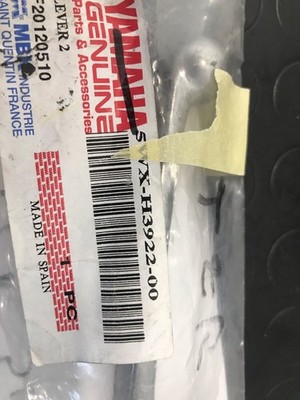 YAMAHA
GENUINE
Parts & Accessories
MBK INDUSTRIE
SAINT QUENTIN FRANCE
F20120510
LEVER 2
5VX-H3922-00
1 PC
MADE IN SPAIN